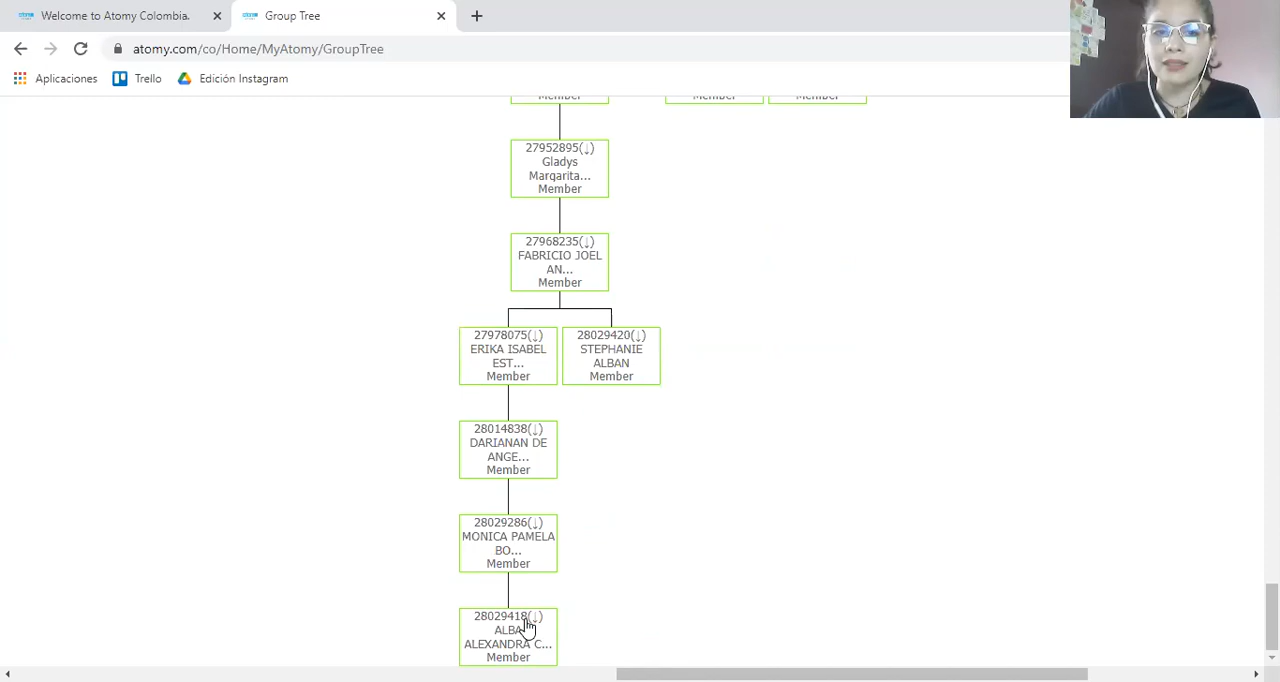 Welcome to Atomy Colombia.
Group Tree
atomy.com/co/Home/MyAtomy/GroupTree
Aplicaciones
Trello
Edición Instagram
Member
Member
Member
27952895(↓)
Gladys
Margarita...
Member
27968235(↓)
FABRICIO JOEL
AN...
Member
27978075(↓)
ERIKA ISABEL
EST...
Member
28029420(↓)
STEPHANIE
ALBAN
Member
28014838(↓)
DARIANAN DE
ANGE...
Member
28029286(↓)
MONICA PAMELA
BO...
Member
28029418(↓)
ALBA
ALEXANDRA C...
Member